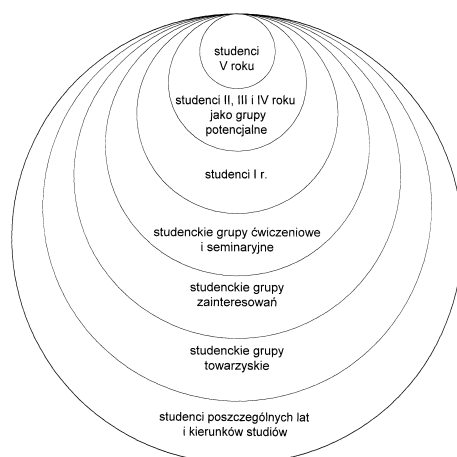 studenci
V roku
studenci II, III i IV roku
jako grupy
potencjalne
studenci I r.
studenckie grupy ćwiczeniowe
i seminaryjne
studenckie grupy
zainteresowań
studenckie grupy
towarzyskie
studenci poszczególnych lat
i kierunków studiów